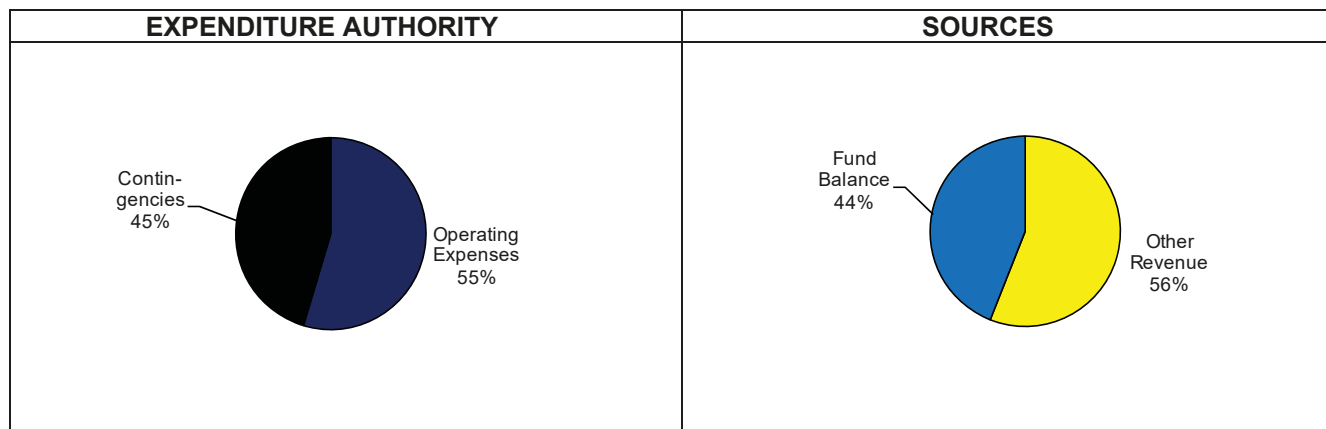 EXPENDITURE AUTHORITY
SOURCES
Contin-
gencies
45%
Operating
Expenses
55%
Fund
Balance
44%
Other
Revenue
56%